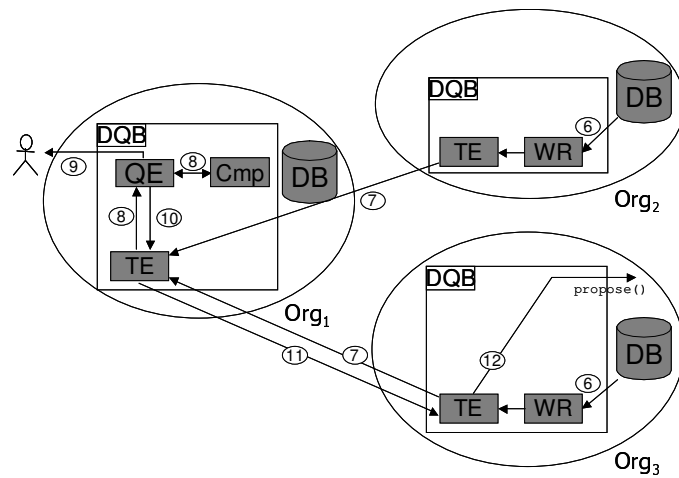 DQB
QE
8
Cmp
DB
9
8
10
TE
Org1
DQB
6
DB
TE
WR
7
Org2
DQB
propose()
11
7
12
DB
6
TE
WR
Org3